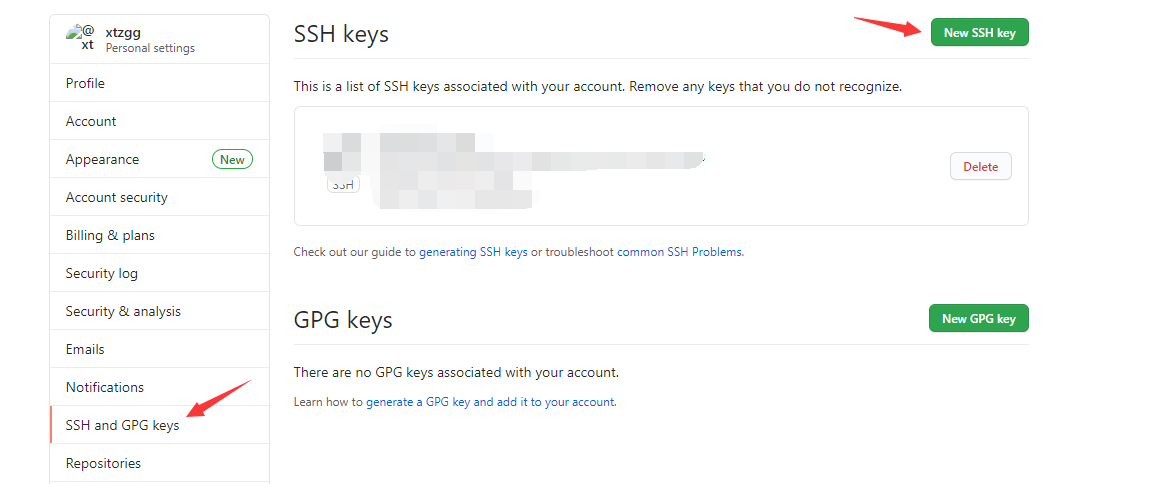 @
xt
xtzgg
Personal settings
Profile
Account
Appearance New
Account security
Billing & plans
Security log
Security & analysis
Emails
Notifications
SSH and GPG keys
Repositories
SSH keys
New SSH key
This is a list of SSH keys associated with your account. Remove any keys that you do not recognize.
SSH
Delete
Check out our guide to generating SSH keys or troubleshoot common SSH Problems.
GPG keys
New GPG key
There are no GPG keys associated with your account.
Learn how to generate a GPG key and add it to your account.